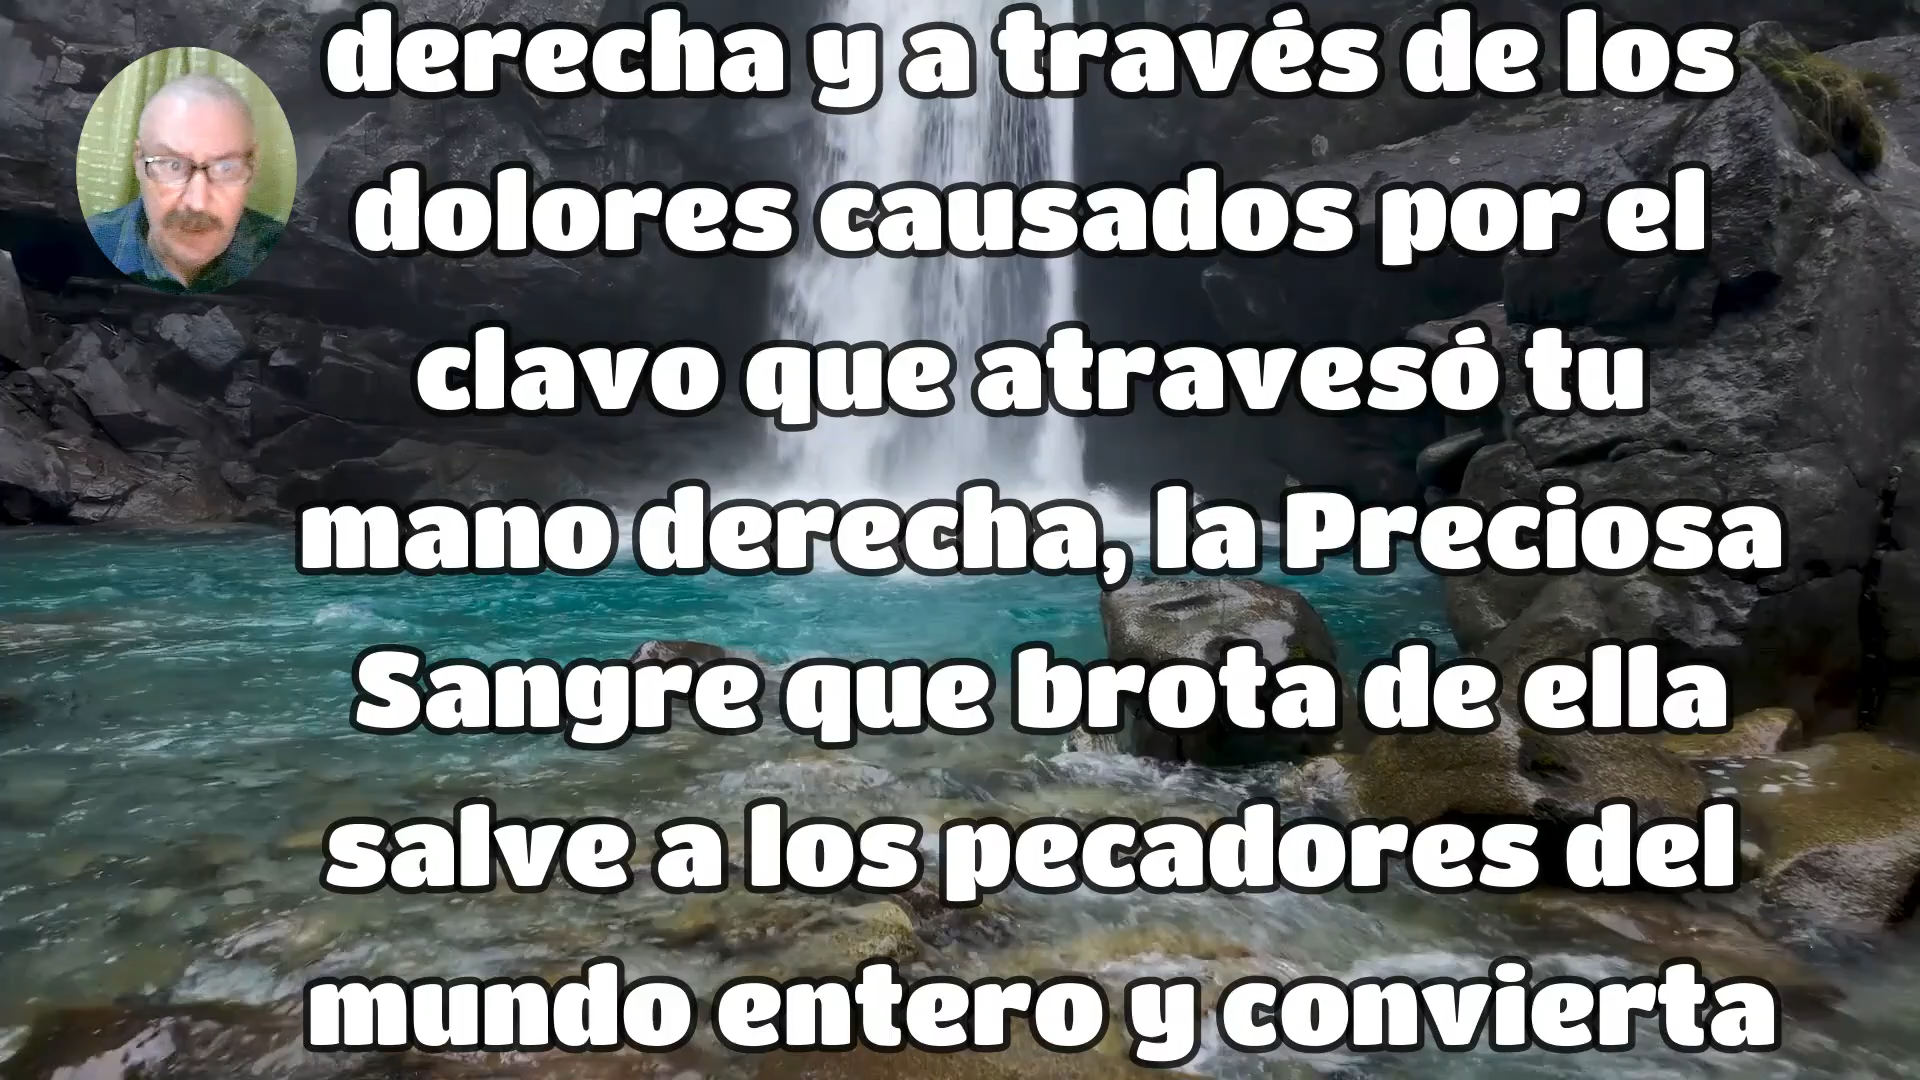 derecha y a través de los
dolores causados por el
clavo que atravesó tu
mano derecha, la Preciosa
Sangre que brota de ella
salve a los pecadores del
mundo entero y convierta